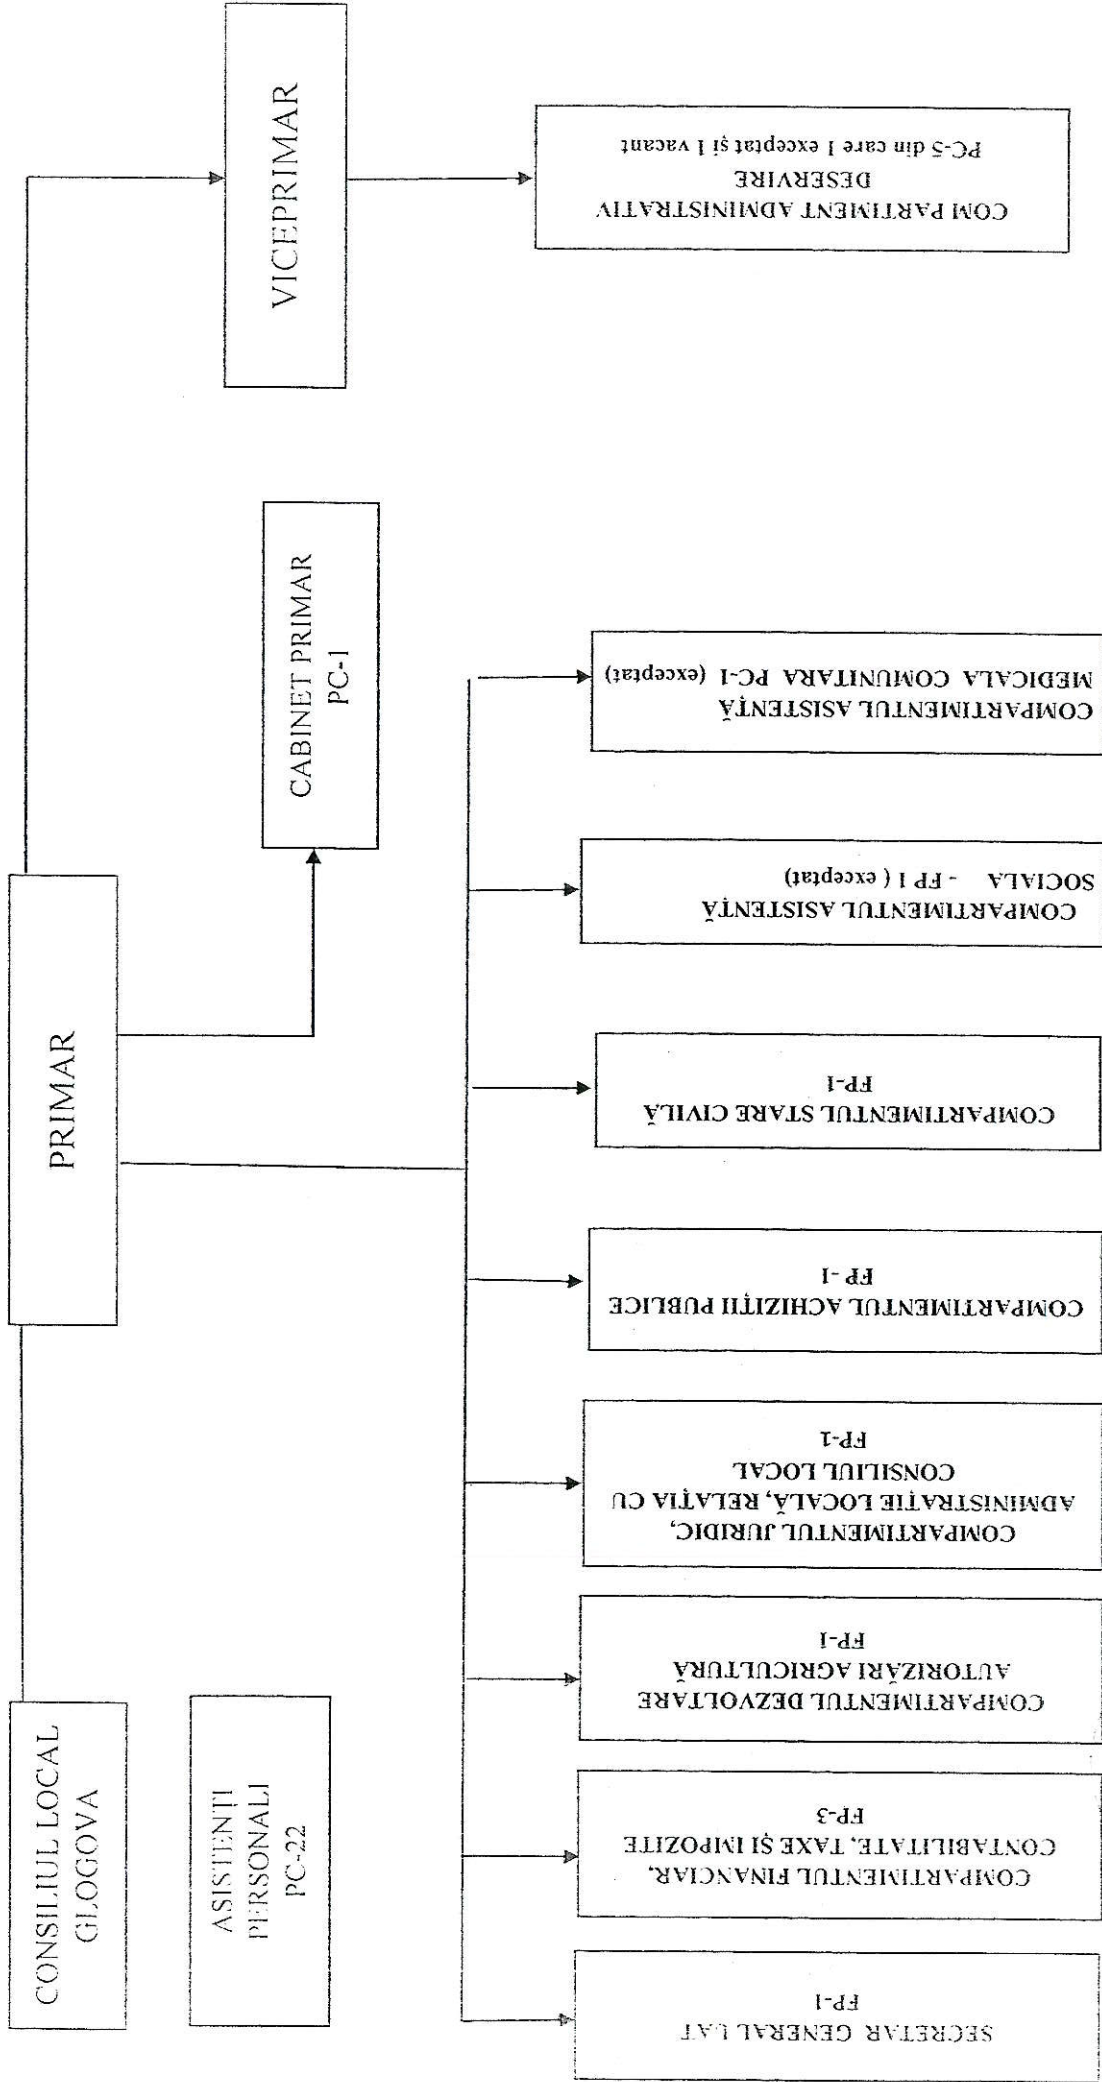 CONSILIUL LOCAL
GLOGOVA
PRIMAR
VICEPRIMAR
ASISTENȚI
PERSONALI
PC-22
CABINET PRIMAR
PC-1
COMPARTIMENT ADMINISTRATIV
DESERVIRE
PC-5 din care 1 exceptat și 1 vacant
SECRETAR GENERAL UAT
FP-1
COMPARTIMENTUL FINANCIAR,
CONTABILITATE, TAXE ȘI IMPOZITE
FP-3
COMPARTIMENTUL DEZVOLTARE
AUTORIZĂRI AGRICULTURĂ
FP-1
COMPARTIMENTUL JURIDIC,
ADMINISTRAȚIE LOCALĂ, RELAȚIA CU
CONSILIUL LOCAL
FP-1
COMPARTIMENTUL ACHIZIȚII PUBLICE
FP -1
COMPARTIMENTUL STARE CIVILĂ
FP-1
COMPARTIMENTUL ASISTENȚĂ
SOCIALA - FP 1 ( exceptat)
COMPARTIMENTUL ASISTENȚĂ
MEDICALA COMUNITARA PC-1 (exceptat)